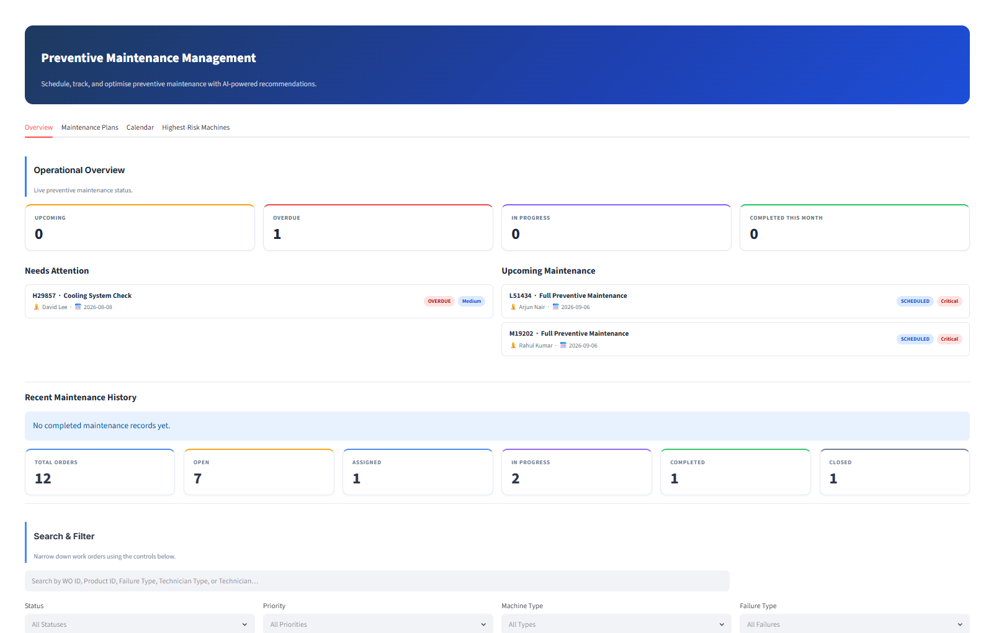 Preventive Maintenance Management
Schedule, track, and optimise preventive maintenance with AI-powered recommendations.
Overview Maintenance Plans Calendar Highest-Risk Machines
Operational Overview
Live preventive maintenance status.
UPCOMING
0
OVERDUE
1
IN PROGRESS
0
COMPLETED THIS MONTH
0
Needs Attention
H29857 · Cooling System Check
David Lee · 2026-08-08
OVERDUE Medium
Upcoming Maintenance
L51434 · Full Preventive Maintenance
Arjun Nair · 2026-09-06
SCHEDULED Critical
M19202 · Full Preventive Maintenance
Rahul Kumar · 2026-09-06
SCHEDULED Critical
Recent Maintenance History
No completed maintenance records yet.
TOTAL ORDERS
12
OPEN
7
ASSIGNED
1
IN PROGRESS
2
COMPLETED
1
CLOSED
1
Search & Filter
Narrow down work orders using the controls below.
Search by WO ID, Product ID, Failure Type, Technician Type, or Technician...
Status
All Statuses
Priority
All Priorities
Machine Type
All Types
Failure Type
All Failures